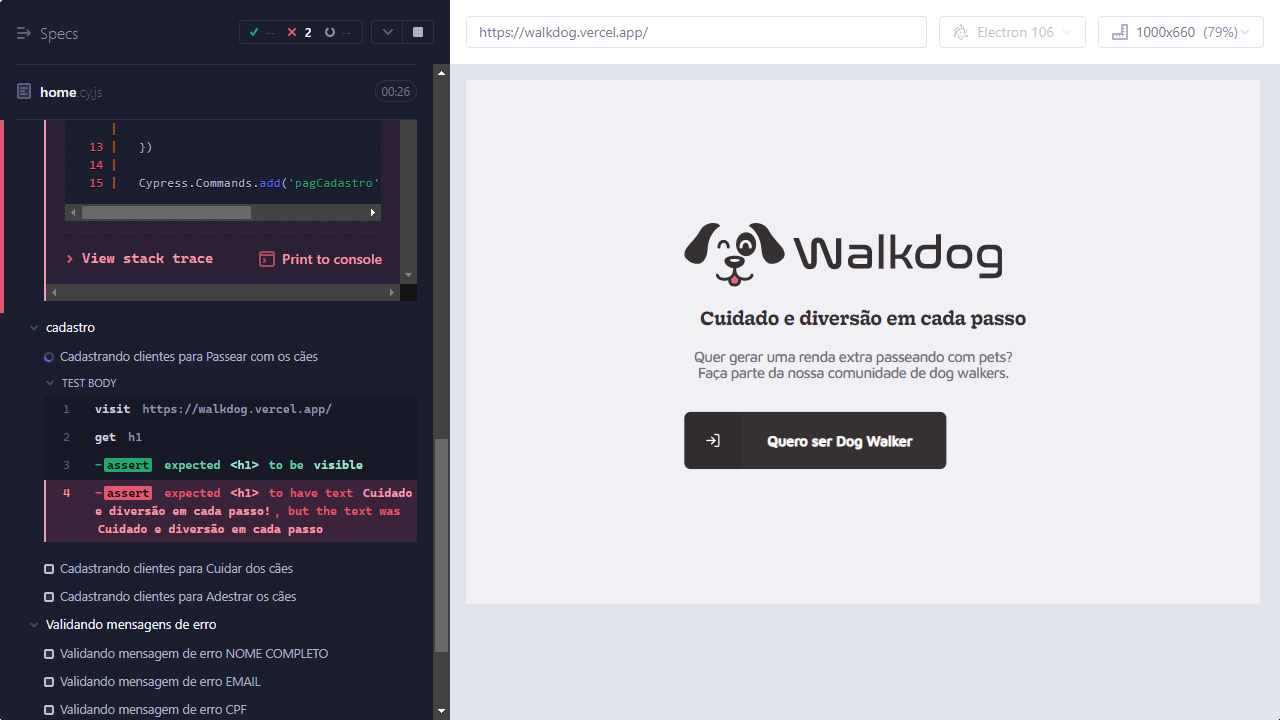 Specs
-- 2 --
https://walkdog.vercel.app/
Electron 106
1000x660 (79%)
home.cy.js
00:26
|
13 | })
14 |
15 | Cypress.Commands.add('pagCadastro'
View stack trace
Print to console
cadastro
Cadastrando clientes para Passear com os cães
TEST BODY
1 visit https://walkdog.vercel.app/
2 get h1
3 -assert expected <h1> to be visible
4 -assert expected <h1> to have text Cuidado
e diversão em cada passo!, but the text was
Cuidado e diversão em cada passo
Cadastrando clientes para Cuidar dos cães
Cadastrando clientes para Adestrar os cães
Validando mensagens de erro
Validando mensagem de erro NOME COMPLETO
Validando mensagem de erro EMAIL
Validando mensagem de erro CPF
Walkdog
Cuidado e diversão em cada passo
Quer gerar uma renda extra passeando com pets?
Faça parte da nossa comunidade de dog walkers.
Quero ser Dog Walker